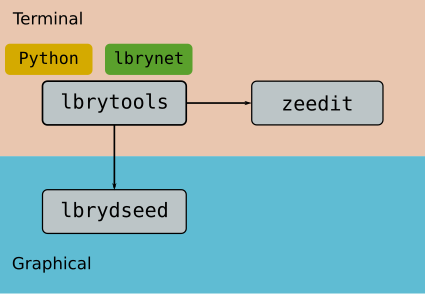 Terminal
Python
lbrynet
lbrytools
zeedit
lbrydseed
Graphical